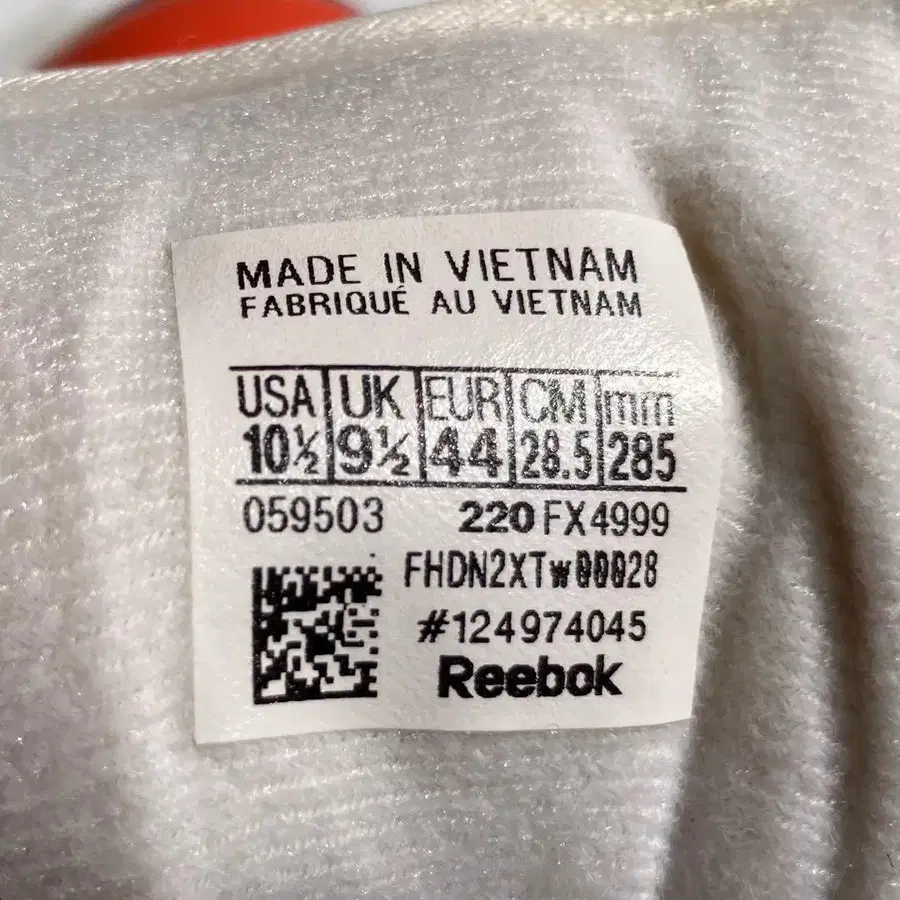 MADE IN VIETNAM
FABRIQUÉ AU VIETNAM
USA UK EUR CM mm
10½ 9½ 44 28.5 285
059503 220 FX4999
FHDN2XTw00028
#124974045
Reebok